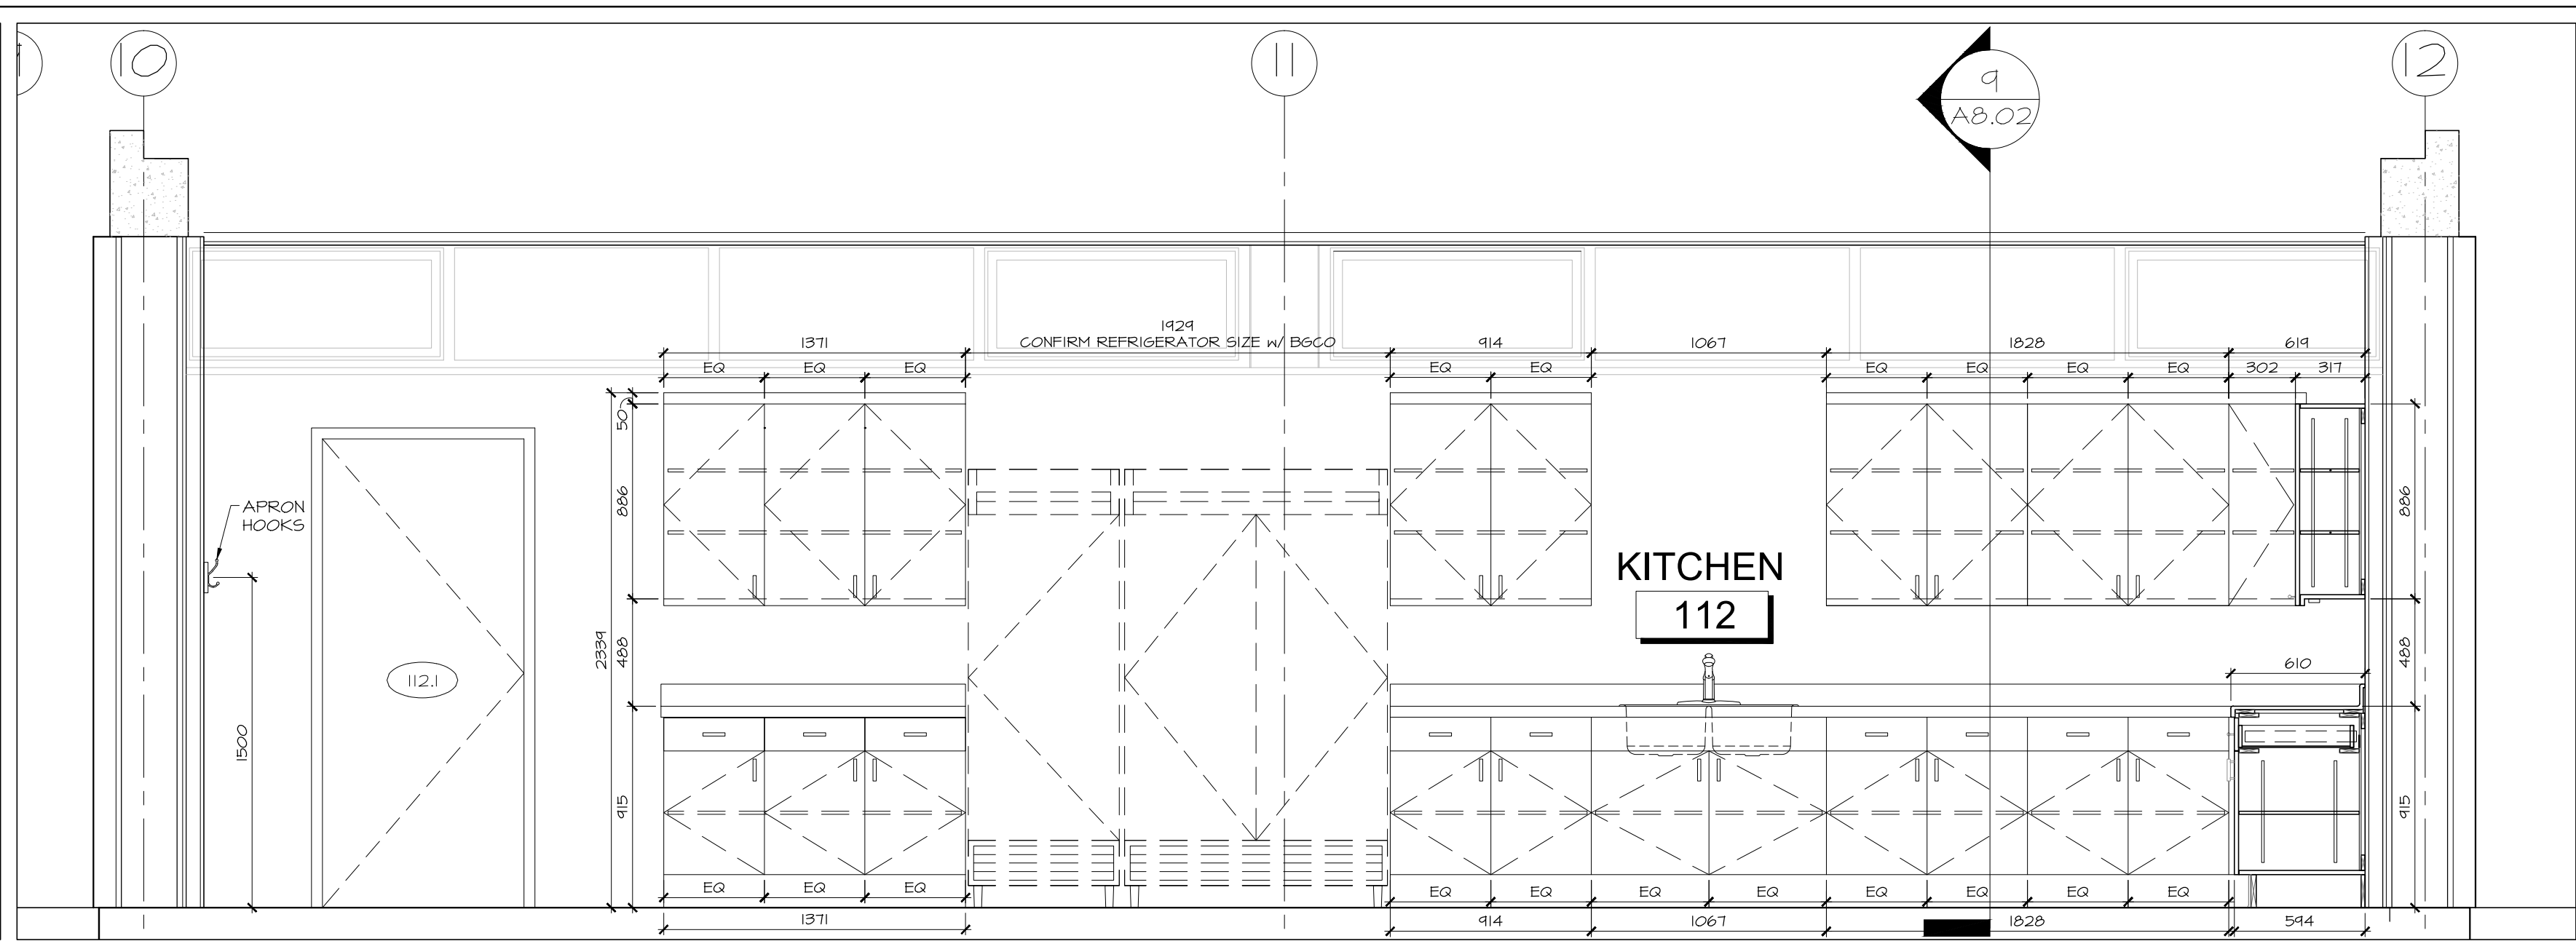 10
11
9
A8.02
12
1929
1371
CONFIRM REFRIGERATOR SIZE W/ BGCO
914
1067
1828
619
EQ EQ EQ
EQ EQ
EQ EQ EQ EQ
302
317
50
886
886
APRON
HOOKS
KITCHEN
112
2339
488
488
610
112.1
1500
915
915
EQ EQ EQ
EQ EQ EQ EQ EQ EQ EQ EQ
1371
914
1067
1828
594